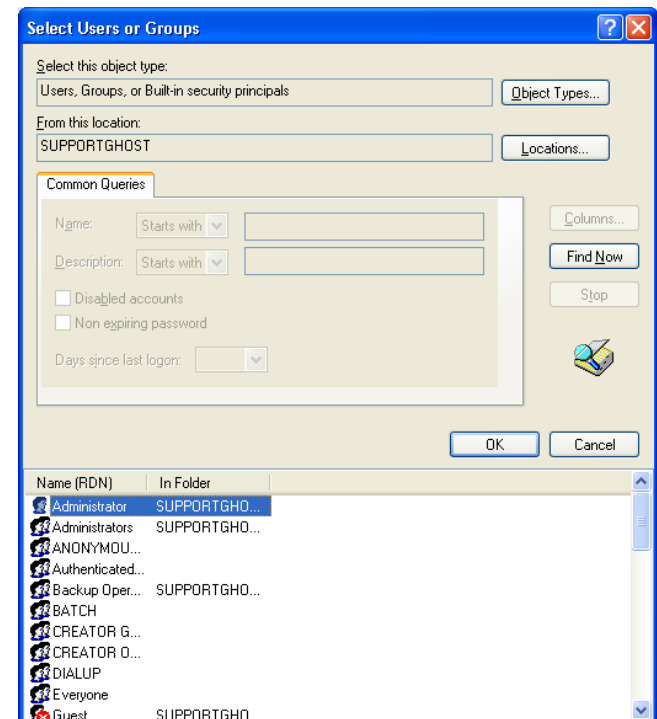 Select Users or Groups
Select this object type:
Users, Groups, or Built-in security principals
Object Types...
From this location:
SUPPORTGHOST
Locations...
Common Queries
Name: Starts with
Columns...
Description: Starts with
Find Now
Disabled accounts
Stop
Non expiring password
Days since last logon:
OK Cancel
Name (RDN) In Folder
Administrator SUPPORTGHO...
Administrators SUPPORTGHO...
ANONYMOU...
Authenticated...
Backup Oper... SUPPORTGHO...
BATCH
CREATOR G...
CREATOR O...
DIALUP
Everyone
Guest SUPPORTGHO